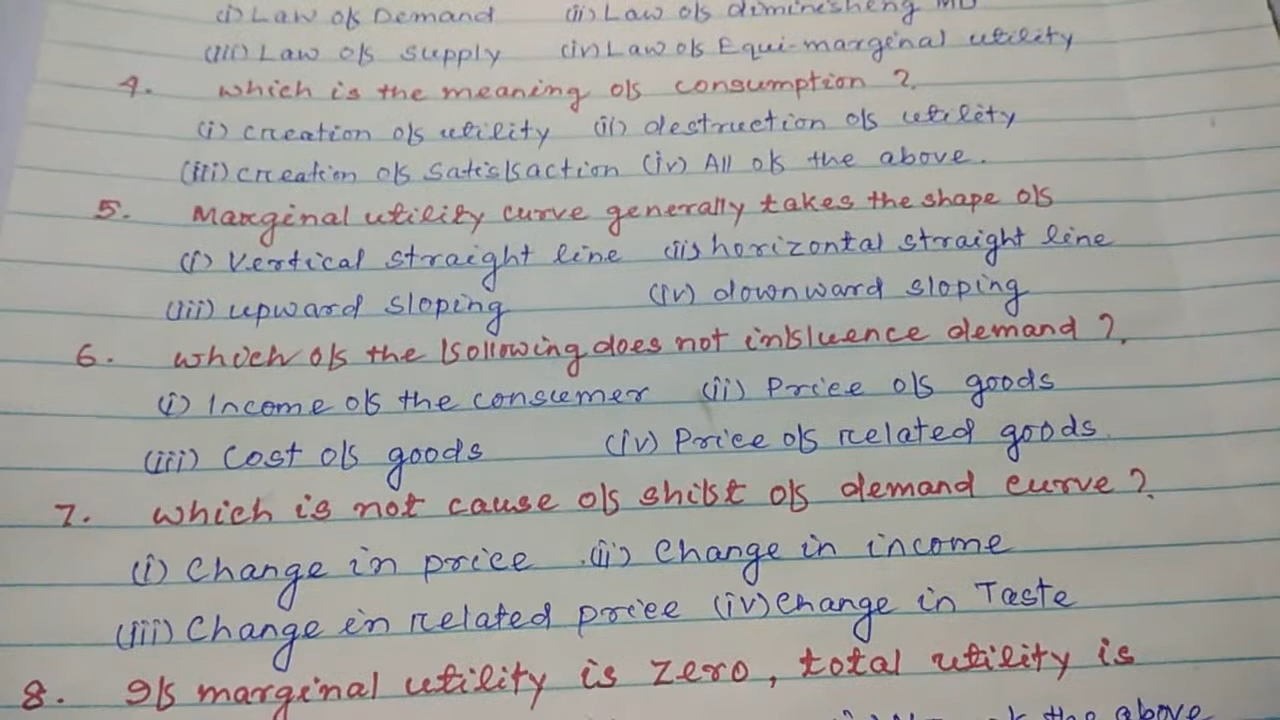 (i) Law of Demand (ii) Law of diminesheng MU
(iii) Law of supply (iv) Law of Equi-marginal utility
4. which is the meaning of consumption ?
(i) creation of utility (ii) destruction of utility
(iii) creation of satisfaction (iv) All of the above.
5. Marginal utility curve generally takes the shape of
(i) Vertical straight line (ii) horizontal straight line
(iii) upward sloping (iv) downward sloping
6. which of the following does not influence demand ?
(i) Income of the consumer (ii) Price of goods
(iii) Cost of goods (iv) Price of related goods.
7. which is not cause of shift of demand curve ?
(i) Change in price (ii) Change in income
(iii) Change in related price (iv) change in Taste
8. If marginal utility is zero, total utility is
the above